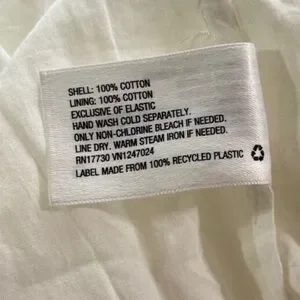 SHELL: 100% COTTON
LINING: 100% COTTON
EXCLUSIVE OF ELASTIC
HAND WASH COLD SEPARATELY.
ONLY NON-CHLORINE BLEACH IF NEEDED.
LINE DRY. WARM STEAM IRON IF NEEDED.
RN17730 VN1247024
LABEL MADE FROM 100% RECYCLED PLASTIC